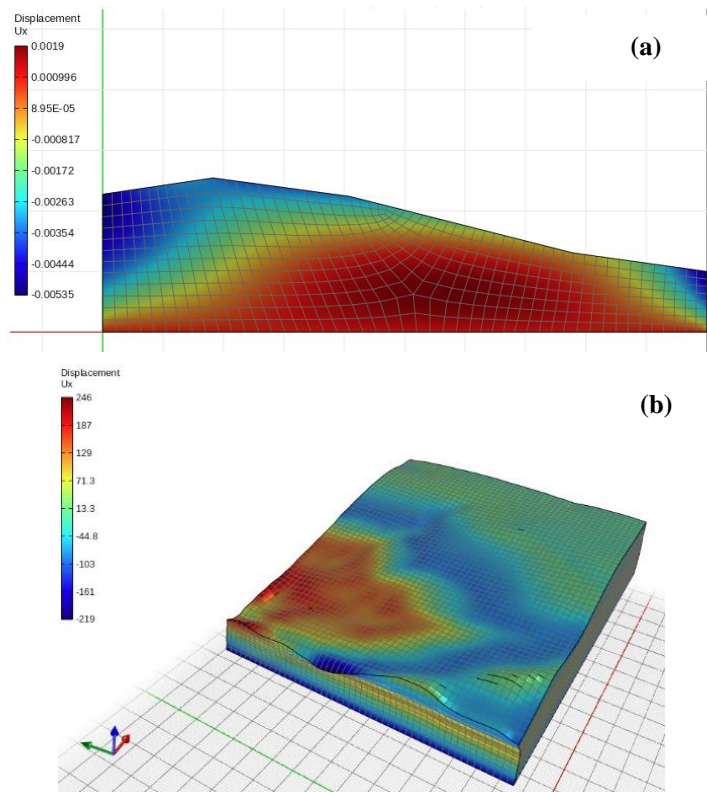 Displacement
Ux
0.0019
0.000996
8.95E-05
-0.000817
-0.00172
-0.00263
-0.00354
-0.00444
-0.00535
(a)
Displacement
Ux
246
187
129
71.3
13.3
-44.8
-103
-161
-219
(b)